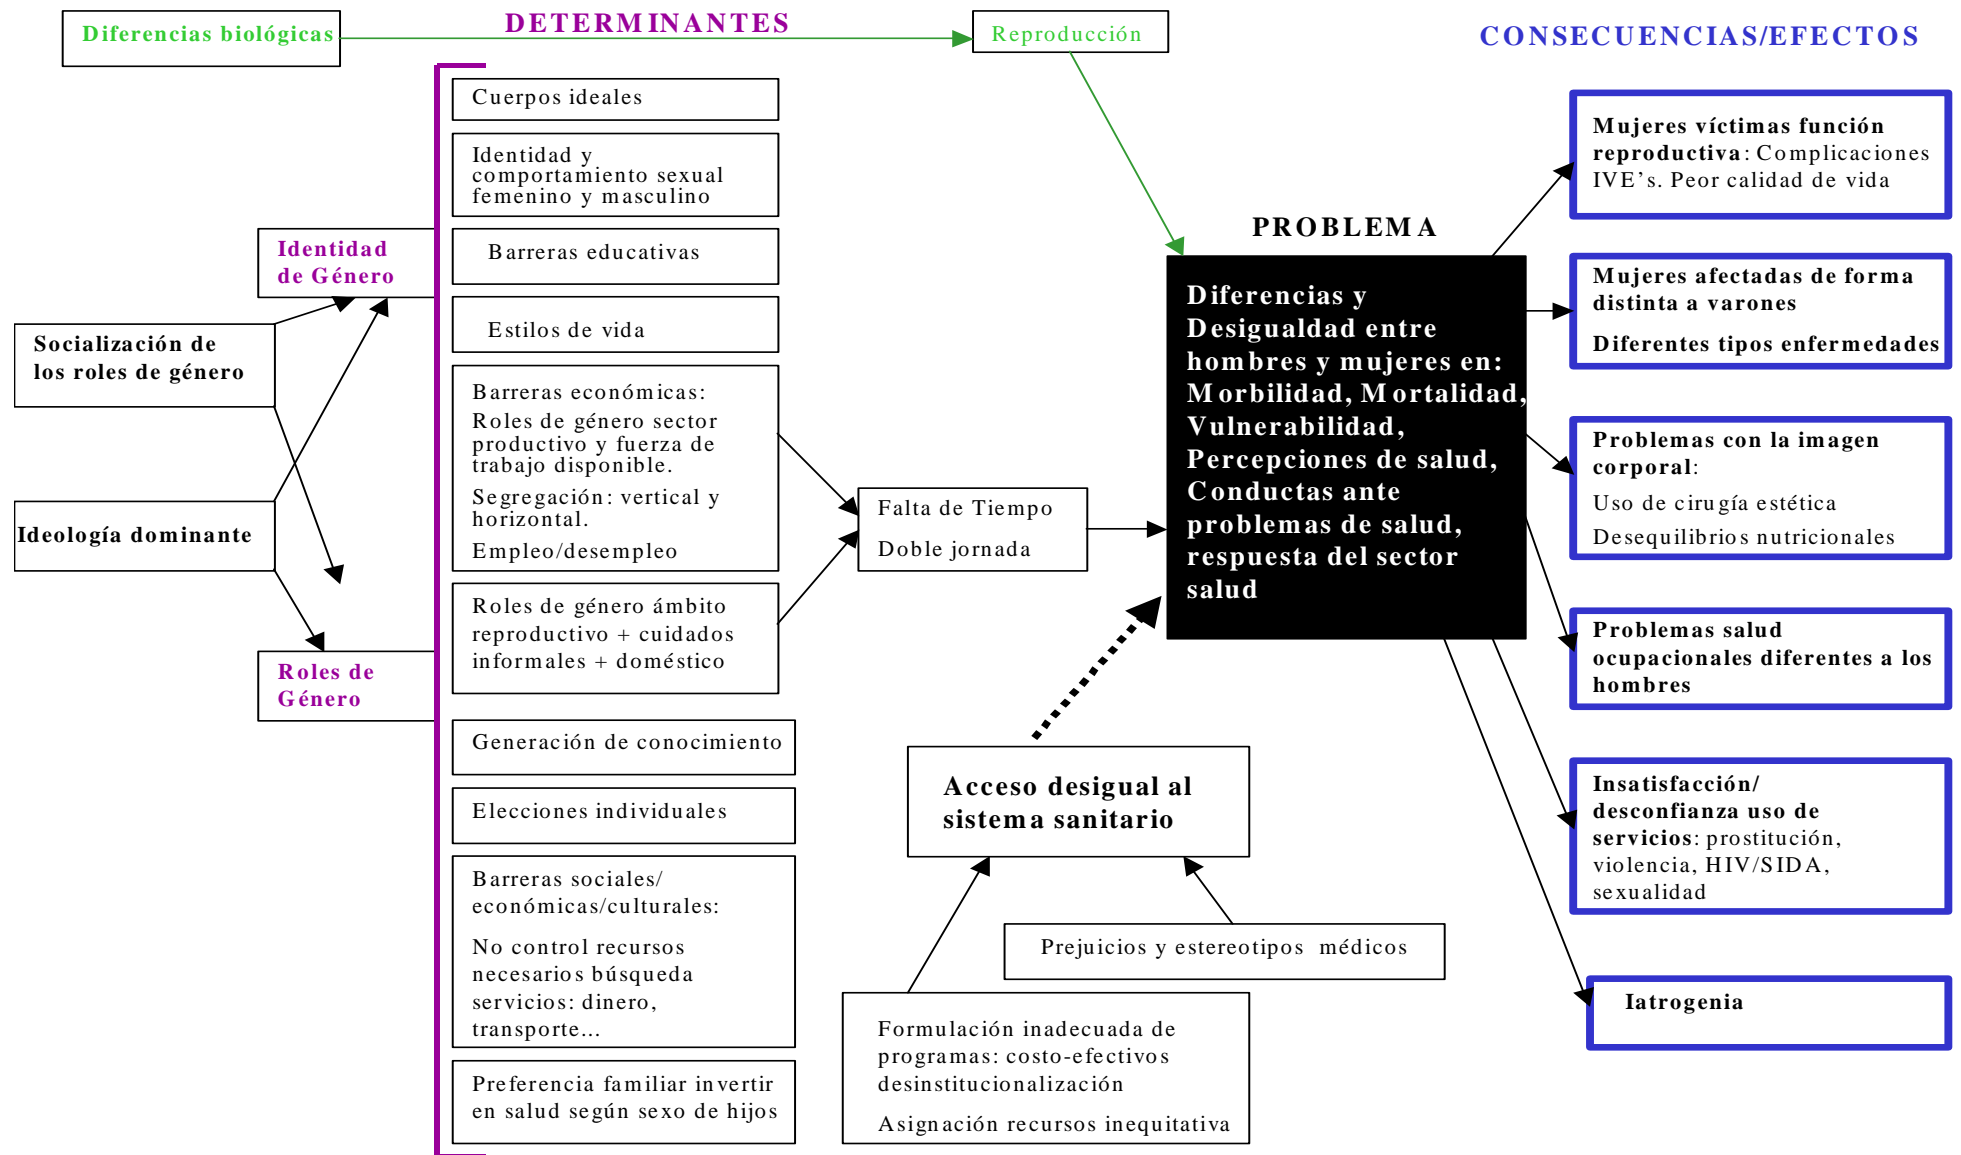 DETERMINANTES
Diferencias biológicas
Reproducción
CONSECUENCIAS/EFECTOS
Socialización de
los roles de género
Ideología dominante
Identidad
de Género
Roles de
Género
Cuerpos ideales
Identidad y
comportamiento sexual
femenino y masculino
Barreras educativas
Estilos de vida
Barreras económicas:
Roles de género sector
productivo y fuerza de
trabajo disponible.
Segregación: vertical y
horizontal.
Empleo/desempleo
Roles de género ámbito
reproductivo + cuidados
informales + doméstico
Generación de conocimiento
Elecciones individuales
Barreras sociales/
económicas/culturales:
No control recursos
necesarios búsqueda
servicios: dinero,
transporte...
Preferencia familiar invertir
en salud según sexo de hijos
Falta de Tiempo
Doble jornada
Acceso desigual al
sistema sanitario
Prejuicios y estereotipos médicos
Formulación inadecuada de
programas: costo-efectivos
desinstitucionalización
Asignación recursos inequitativa
PROBLEMA
Diferencias y
Desigualdad entre
hombres y mujeres en:
Morbilidad, Mortalidad,
Vulnerabilidad,
Percepciones de salud,
Conductas ante
problemas de salud,
respuesta del sector
salud
Mujeres víctimas función
reproductiva: Complicaciones
IVE’s. Peor calidad de vida
Mujeres afectadas de forma
distinta a varones
Diferentes tipos enfermedades
Problemas con la imagen
corporal:
Uso de cirugía estética
Desequilibrios nutricionales
Problemas salud
ocupacionales diferentes a los
hombres
Insatisfacción/
desconfianza uso de
servicios: prostitución,
violencia, HIV/SIDA,
sexualidad
Iatrogenia